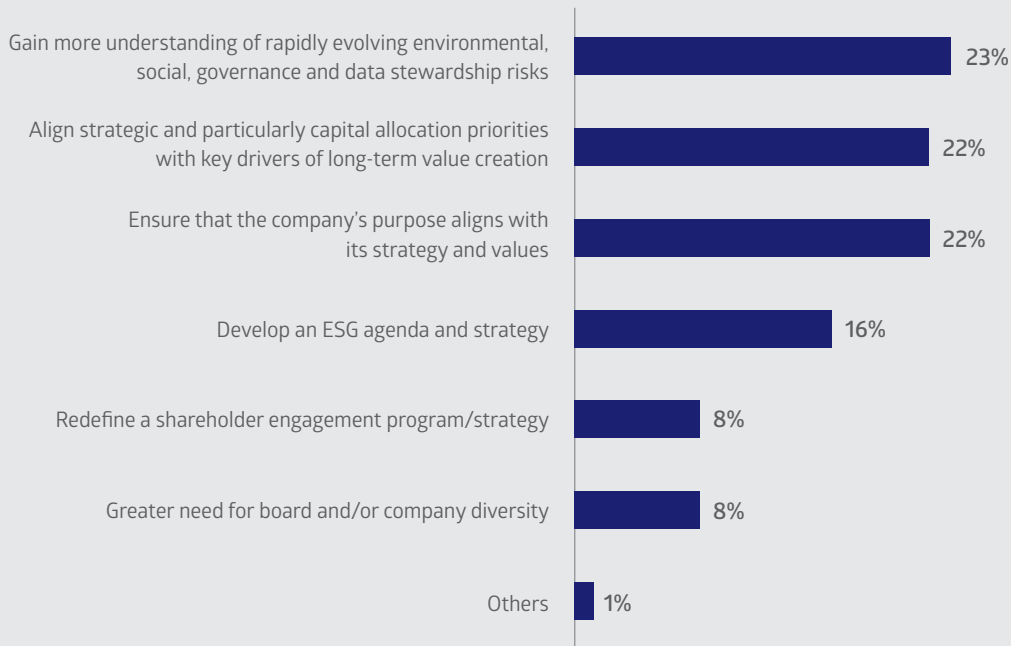 Gain more understanding of rapidly evolving environmental,
social, governance and data stewardship risks
23%
Align strategic and particularly capital allocation priorities
with key drivers of long-term value creation
22%
Ensure that the company's purpose aligns with
its strategy and values
22%
Develop an ESG agenda and strategy
16%
Redefine a shareholder engagement program/strategy
8%
Greater need for board and/or company diversity
8%
Others
1%